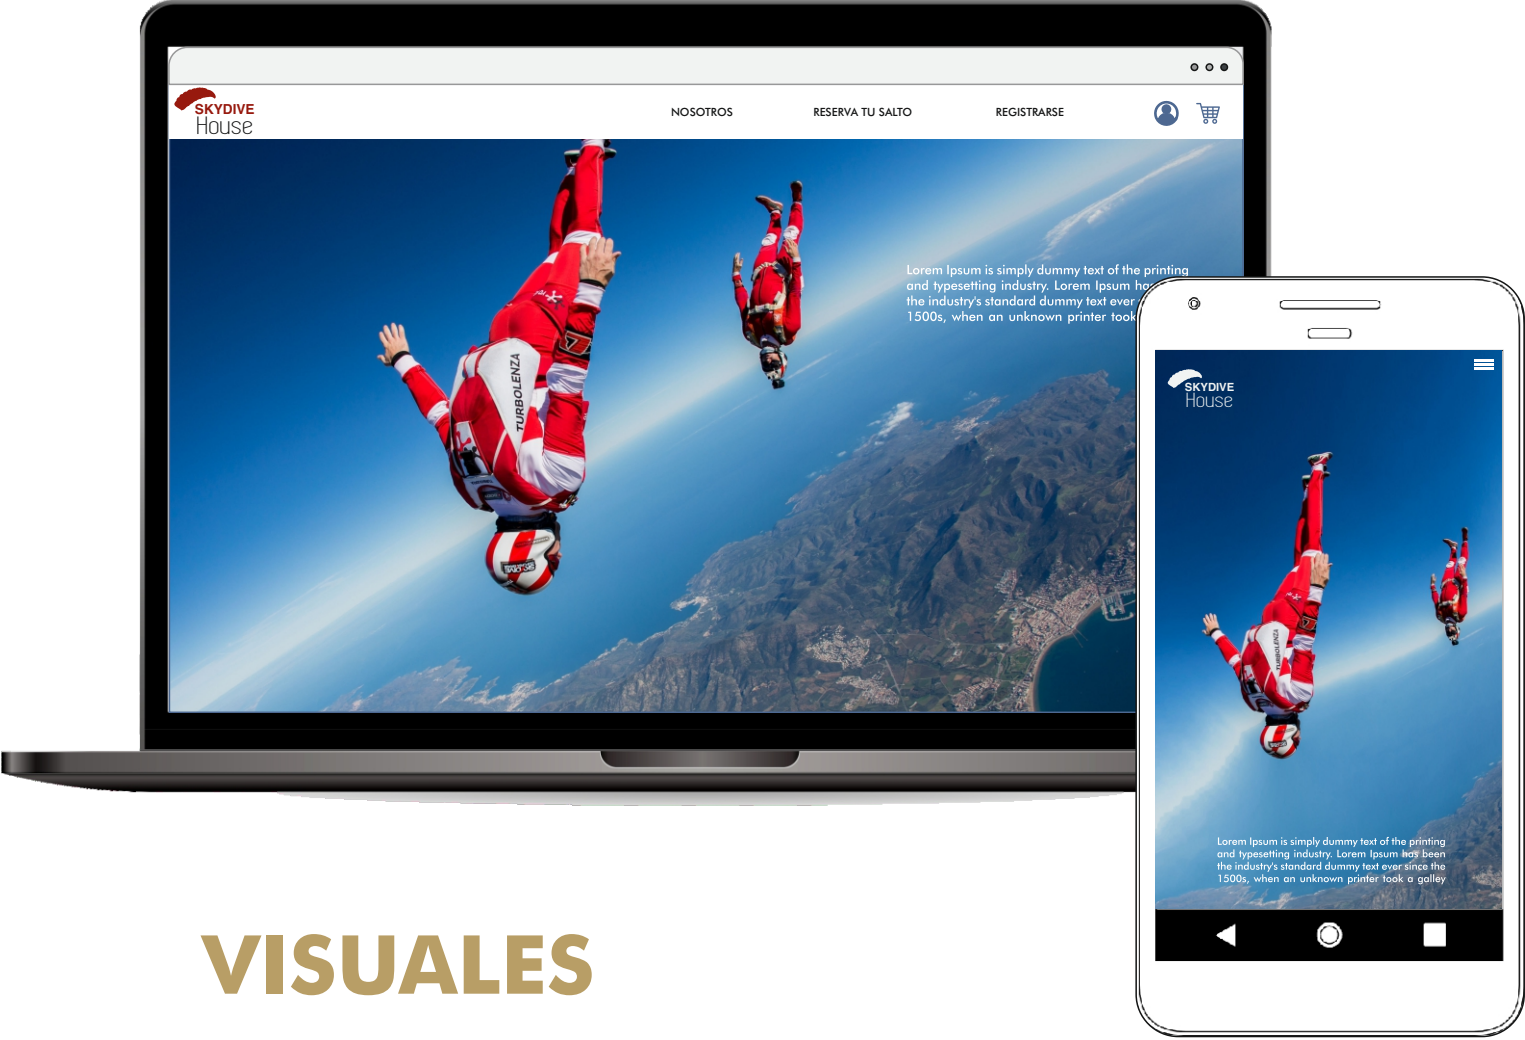 SKYDIVE
House
NOSOTROS
RESERVA TU SALTO
REGISTRARSE
Lorem Ipsum is simply dummy text of the printing
and typesetting industry. Lorem Ipsum has
the industry's standard dummy text ever
1500s, when an unknown printer took
TURBOLENZA
SKYDIVE
House
TURBOLENZA
Lorem Ipsum is simply dummy text of the printing
and typesetting industry. Lorem Ipsum has been
the industry's standard dummy text ever since the
1500s, when an unknown printer took a galley
VISUALES